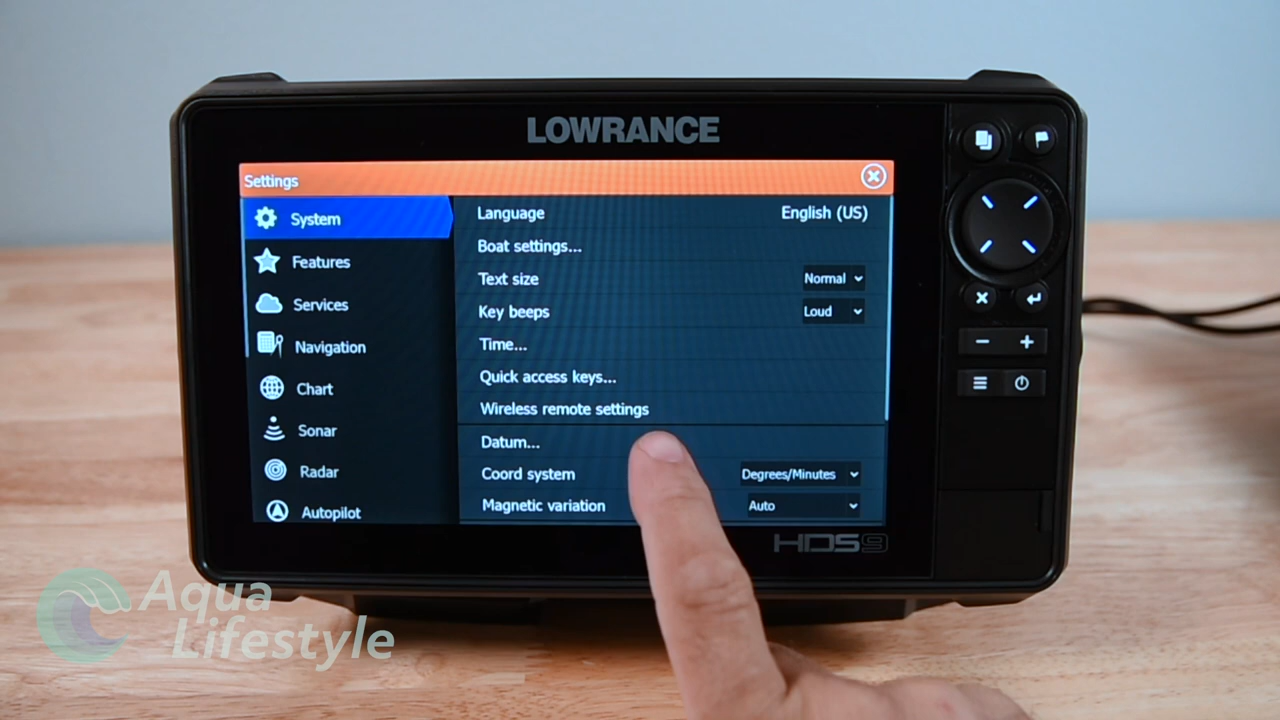 LOWRANCE
Settings
System
Features
Services
Navigation
Chart
Sonar
Radar
Autopilot
Language English (US)
Boat settings...
Text size Normal
Key beeps Loud
Time...
Quick access keys...
Wireless remote settings
Datum...
Coord system Degrees/Minutes
Magnetic variation Auto
HDS9
Aqua
Lifestyle